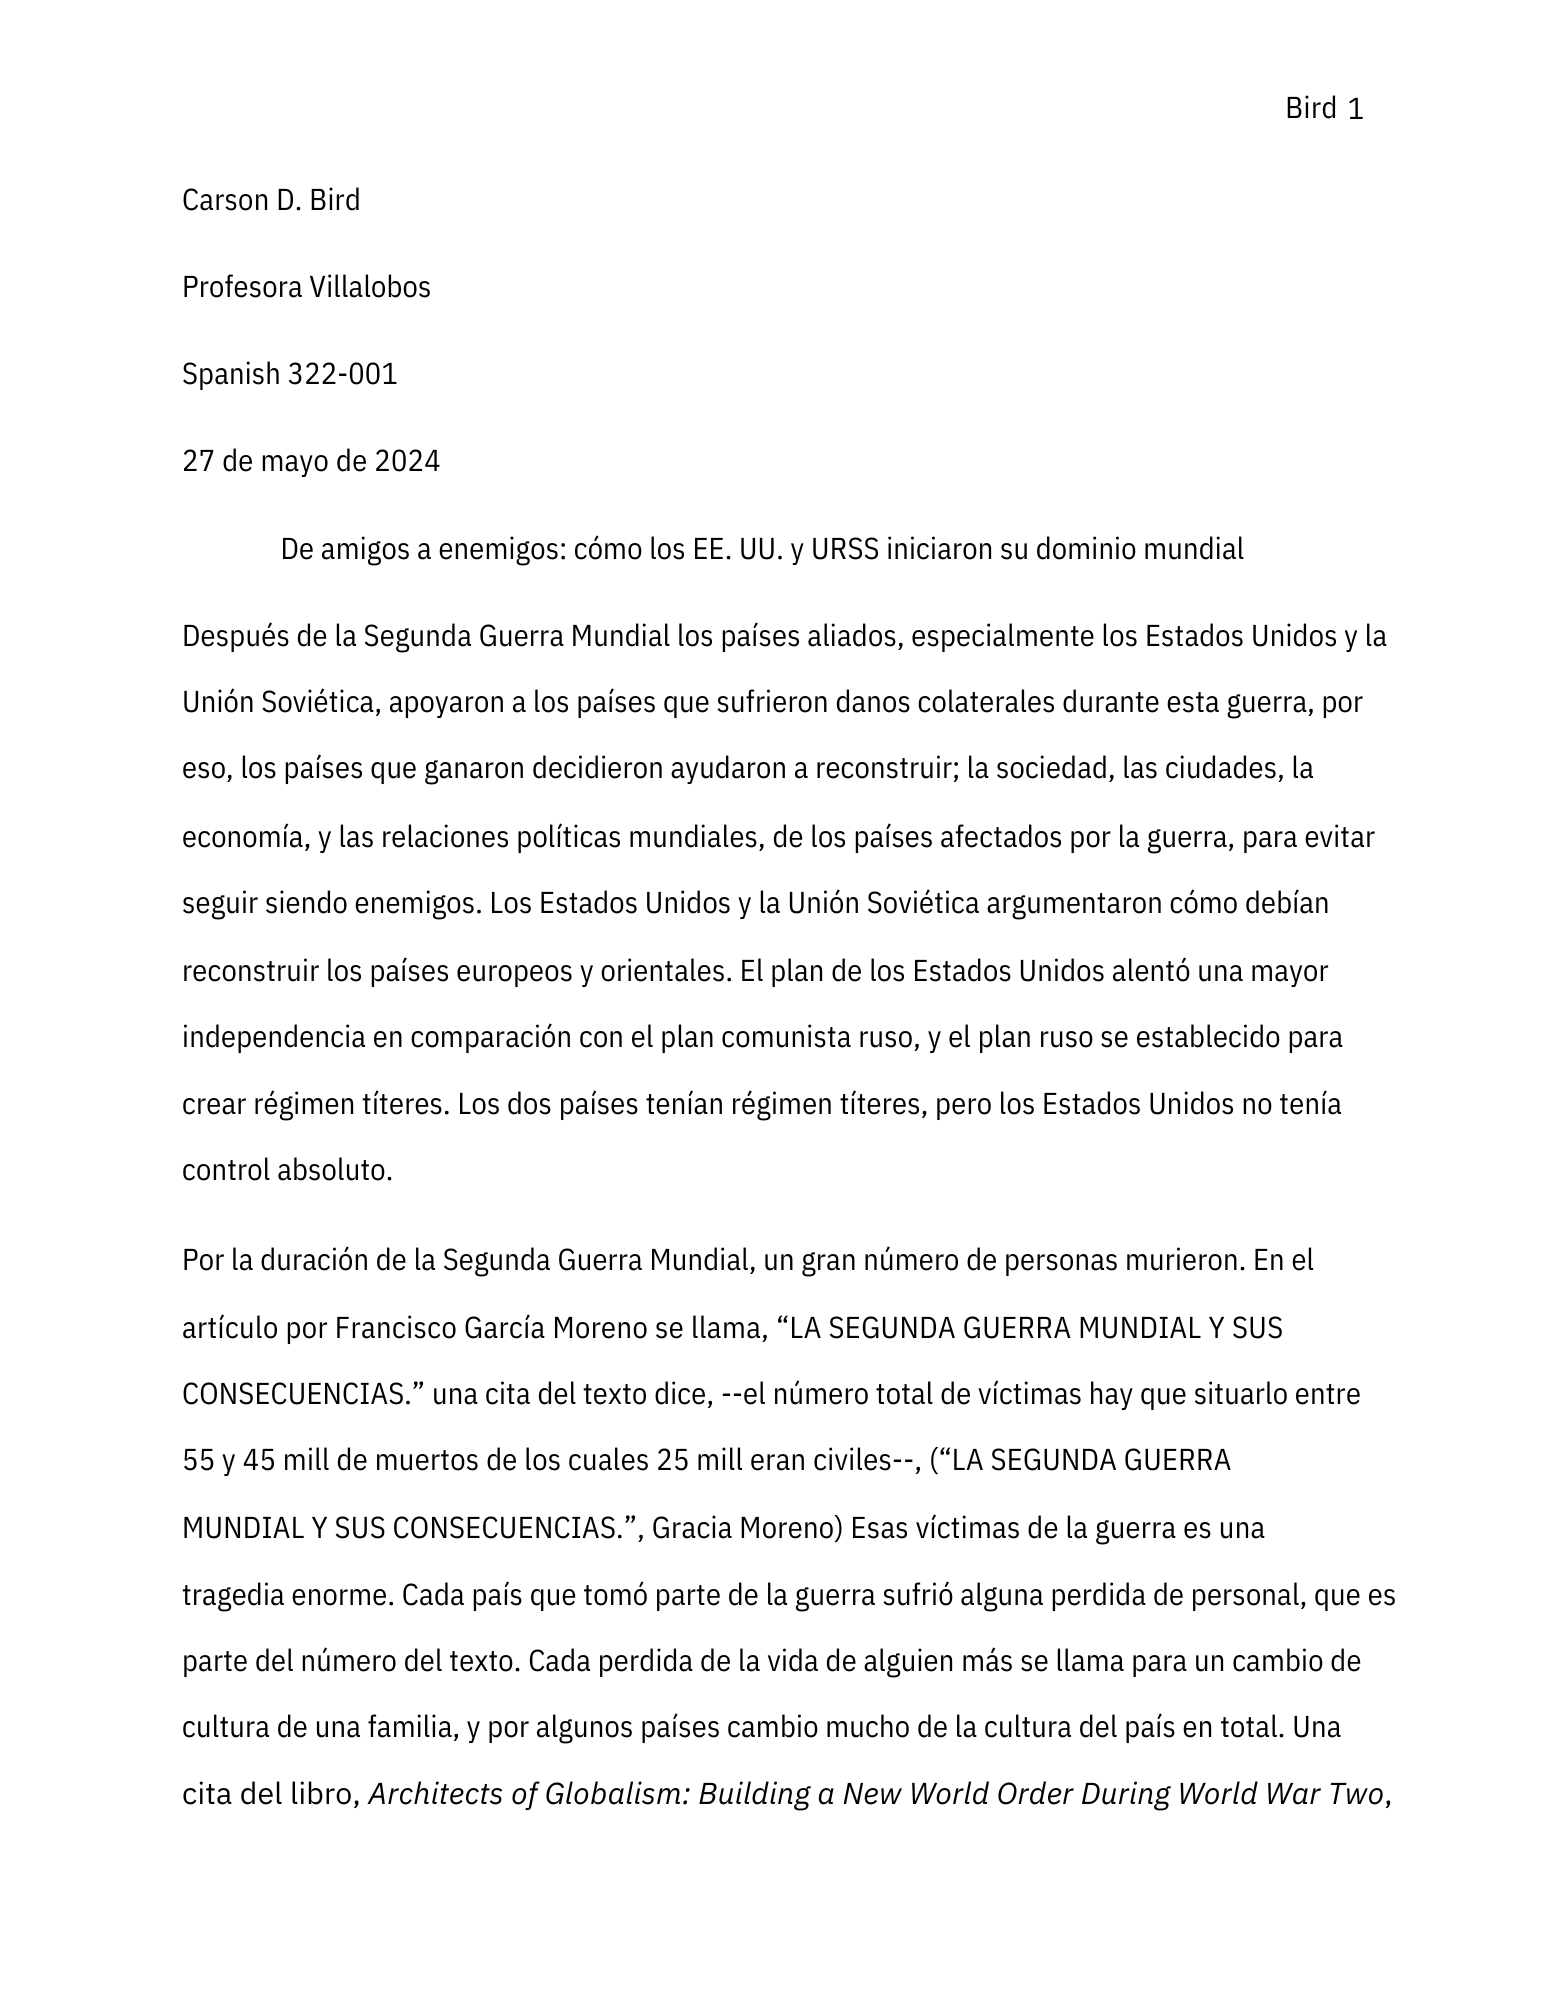 Bird 1
Carson D. Bird
Profesora Villalobos
Spanish 322-001
27 de mayo de 2024
De amigos a enemigos: cómo los EE. UU. y URSS iniciaron su dominio mundial
Después de la Segunda Guerra Mundial los países aliados, especialmente los Estados Unidos y la
Unión Soviética, apoyaron a los países que sufrieron danos colaterales durante esta guerra, por
eso, los países que ganaron decidieron ayudaron a reconstruir; la sociedad, las ciudades, la
economía, y las relaciones políticas mundiales, de los países afectados por la guerra, para evitar
seguir siendo enemigos. Los Estados Unidos y la Unión Soviética argumentaron cómo debían
reconstruir los países europeos y orientales. El plan de los Estados Unidos alentó una mayor
independencia en comparación con el plan comunista ruso, y el plan ruso se establecido para
crear régimen títeres. Los dos países tenían régimen títeres, pero los Estados Unidos no tenía
control absoluto.
Por la duración de la Segunda Guerra Mundial, un gran número de personas murieron. En el
artículo por Francisco García Moreno se llama, “LA SEGUNDA GUERRA MUNDIAL Y SUS
CONSECUENCIAS.” una cita del texto dice, --el número total de víctimas hay que situarlo entre
55 y 45 mill de muertos de los cuales 25 mill eran civiles--, (“LA SEGUNDA GUERRA
MUNDIAL Y SUS CONSECUENCIAS.”, Gracia Moreno) Esas víctimas de la guerra es una
tragedia enorme. Cada país que tomó parte de la guerra sufrió alguna perdida de personal, que es
parte del número del texto. Cada perdida de la vida de alguien más se llama para un cambio de
cultura de una familia, y por algunos países cambio mucho de la cultura del país en total. Una
cita del libro, Architects of Globalism: Building a New World Order During World War Two,